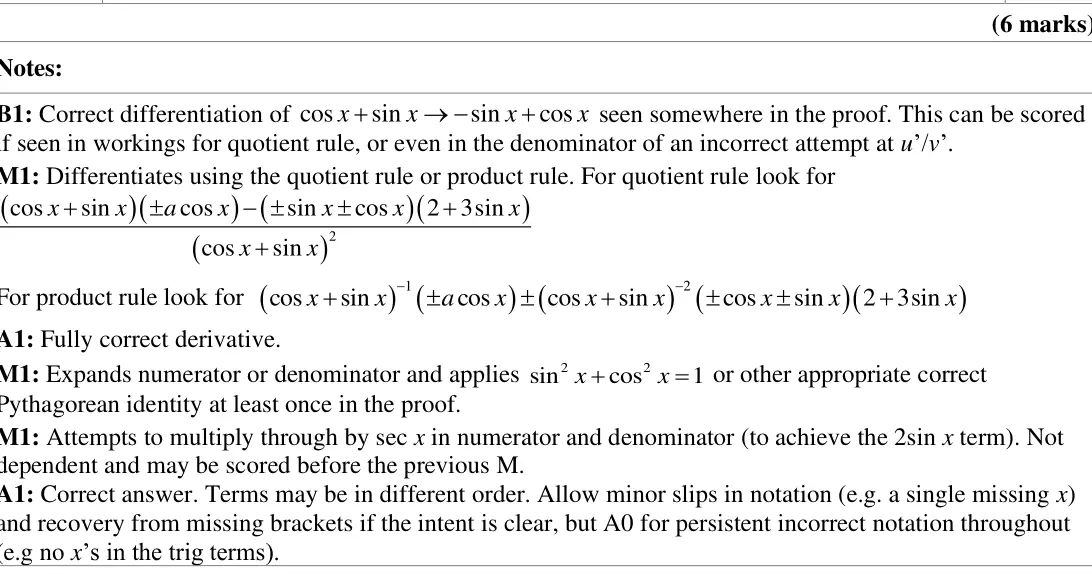 (6 marks)
Notes:
B1: Correct differentiation of cos x + sin x → −sin x + cos x seen somewhere in the proof. This can be scored
if seen in workings for quotient rule, or even in the denominator of an incorrect attempt at u’/v’.
M1: Differentiates using the quotient rule or product rule. For quotient rule look for
(cos x + sin x)(±a cos x) − (±sin x ± cos x)(2 + 3sin x)
(cos x + sin x)²
For product rule look for (cos x + sin x)⁻¹(±a cos x) ± (cos x + sin x)⁻²(±cos x ± sin x)(2 + 3sin x)
A1: Fully correct derivative.
M1: Expands numerator or denominator and applies sin² x + cos² x = 1 or other appropriate correct
Pythagorean identity at least once in the proof.
M1: Attempts to multiply through by sec x in numerator and denominator (to achieve the 2sin x term). Not
dependent and may be scored before the previous M.
A1: Correct answer. Terms may be in different order. Allow minor slips in notation (e.g. a single missing x)
and recovery from missing brackets if the intent is clear, but A0 for persistent incorrect notation throughout
(e.g no x’s in the trig terms).